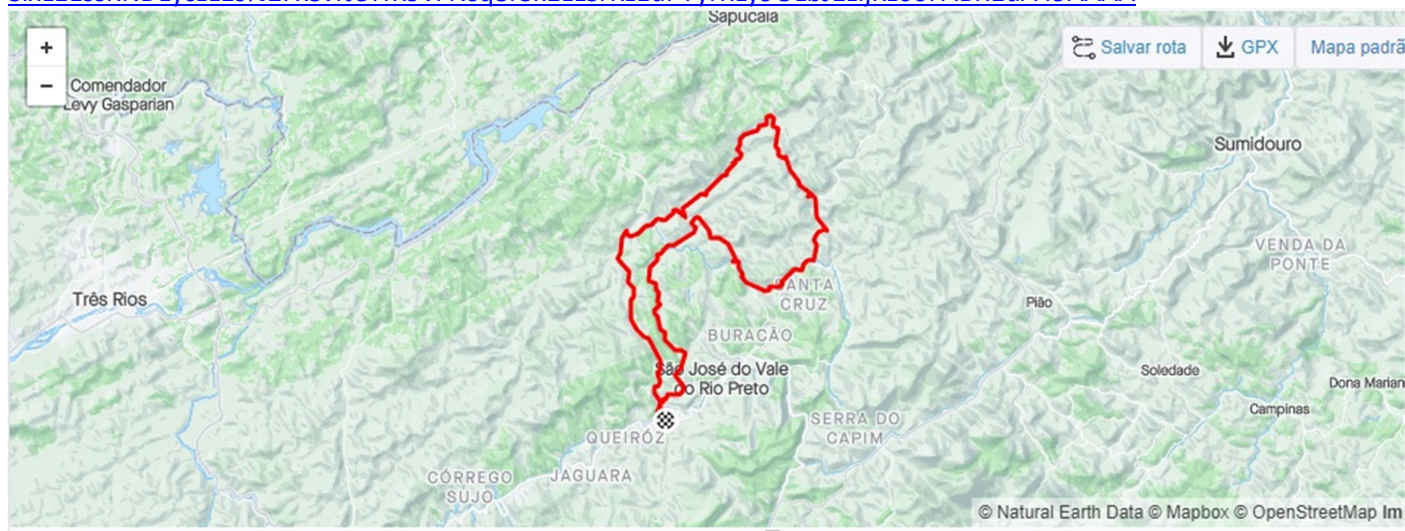 Sapucaia
+
−
Salvar rota
GPX
Mapa padrã
Comendador
Levy Gasparian
Sumidouro
VENDA DA
PONTE
Três Rios
SANTA
CRUZ
Pião
BURACÃO
São José do Vale
do Rio Preto
Soledade
Dona Marian
Campinas
SERRA DO
CAPIM
QUEIRÓZ
JAGUARA
CÓRREGO
SUJO
© Natural Earth Data © Mapbox © OpenStreetMap Im